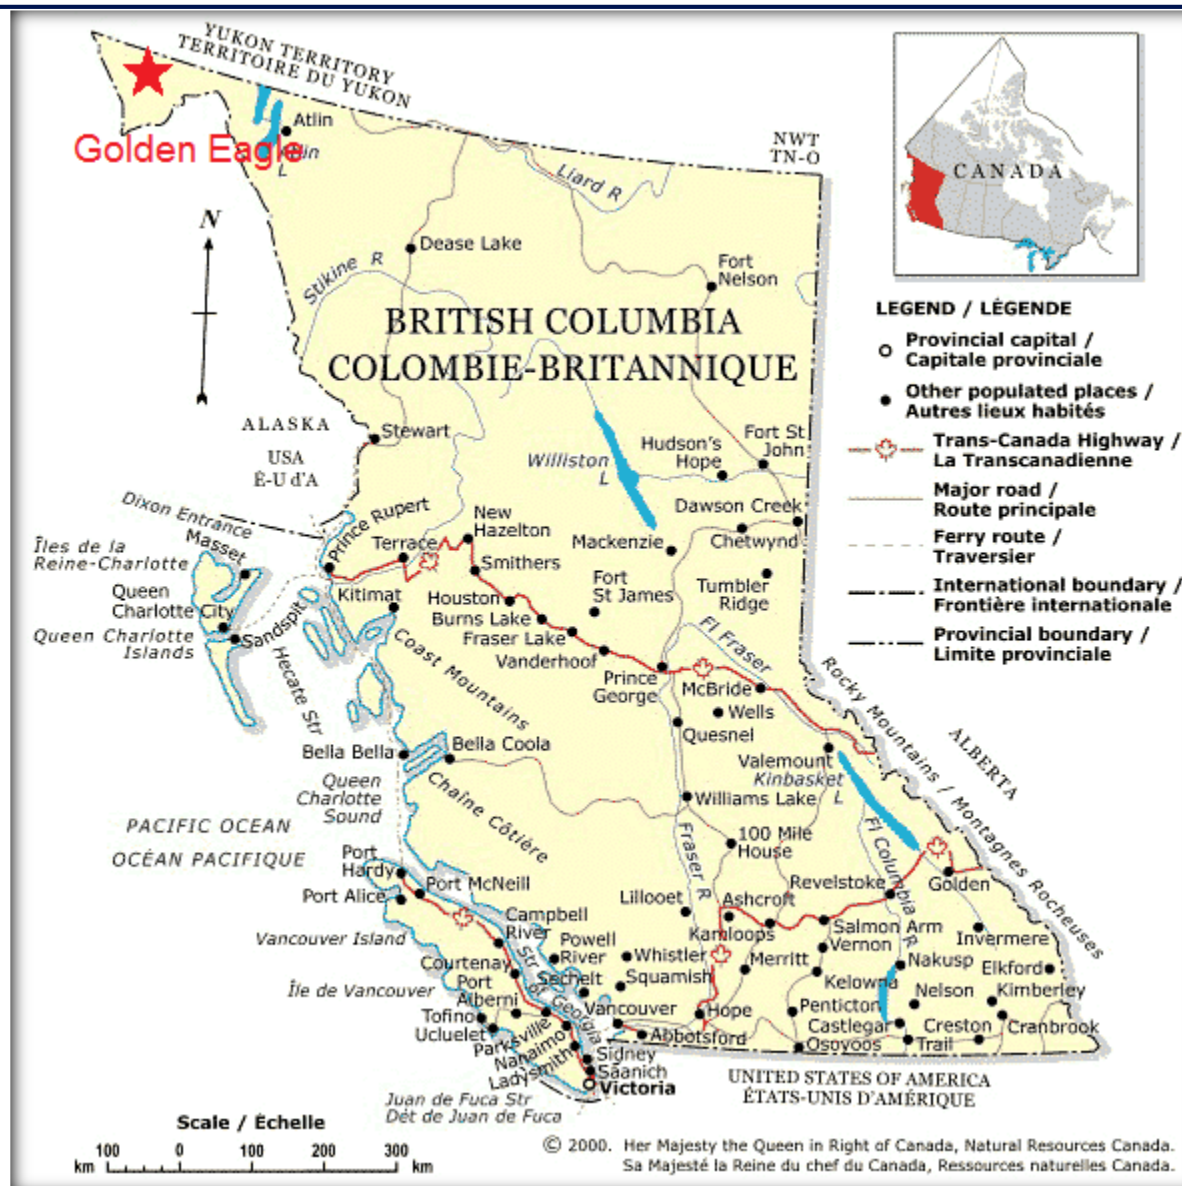 YUKON TERRITORY
TERRITOIRE DU YUKON
Atlin
Golden Eagle
L
NWT
TN-O
Liard R
CANADA
N
Dease Lake
Stikine R
Fort
Nelson
BRITISH COLUMBIA
COLOMBIE-BRITANNIQUE
LEGEND / LÉGENDE
Provincial capital /
Capitale provinciale
Other populated places /
Autres lieux habités
Trans-Canada Highway /
La Transcanadienne
Major road /
Route principale
Ferry route /
Traversier
International boundary /
Frontière internationale
Provincial boundary /
Limite provinciale
ALASKA
USA
É-U d'A
Stewart
Williston
L
Hudson's
Hope
Fort St
John
Dawson Creek
Chetwynd
Mackenzie
Tumbler
Ridge
Dixon Entrance
Masset
Prince Rupert
Terrace
New
Hazelton
Smithers
Îles de la
Reine-Charlotte
Queen
Charlotte City
Queen Charlotte
Islands
Sandspit
Hecate Str
Kitimat
Houston
Burns Lake
Fraser Lake
Vanderhoof
Fort
St James
Prince
George
Fl Fraser
McBride
Wells
Quesnel
Valemount
Kinbasket
L
Rocky Mountains / Montagnes Rocheuses
ALBERTA
Coast Mountains
Bella Bella
Bella Coola
Queen
Charlotte
Sound
Chaîne Côtière
Williams Lake
100 Mile
House
Fraser R
Fl Columbia R
PACIFIC OCEAN
OCÉAN PACIFIQUE
Port
Hardy
Port Alice
Port McNeill
Campbell
River
Vancouver Island
Île de Vancouver
Courtenay
Port
Alberni
Tofino
Ucluelet
Parksville
Nanaimo
Ladysmith
Str of Georgia
Powell
River
Sechelt
Whistler
Squamish
Vancouver
Abbotsford
Hope
Lillooet
Ashcroft
Kamloops
Merritt
Revelstoke
Golden
Salmon Arm
Vernon
Kelowna
Penticton
Osoyoos
Invermere
Nakusp
Elkford
Nelson
Kimberley
Castlegar
Creston
Cranbrook
Trail
Sidney
Saanich
Victoria
Juan de Fuca Str
Dét de Juan de Fuca
UNITED STATES OF AMERICA
ÉTATS-UNIS D'AMÉRIQUE
Scale / Échelle
100 0 100 200 300
km km
© 2000. Her Majesty the Queen in Right of Canada, Natural Resources Canada.
Sa Majesté la Reine du chef du Canada, Ressources naturelles Canada.